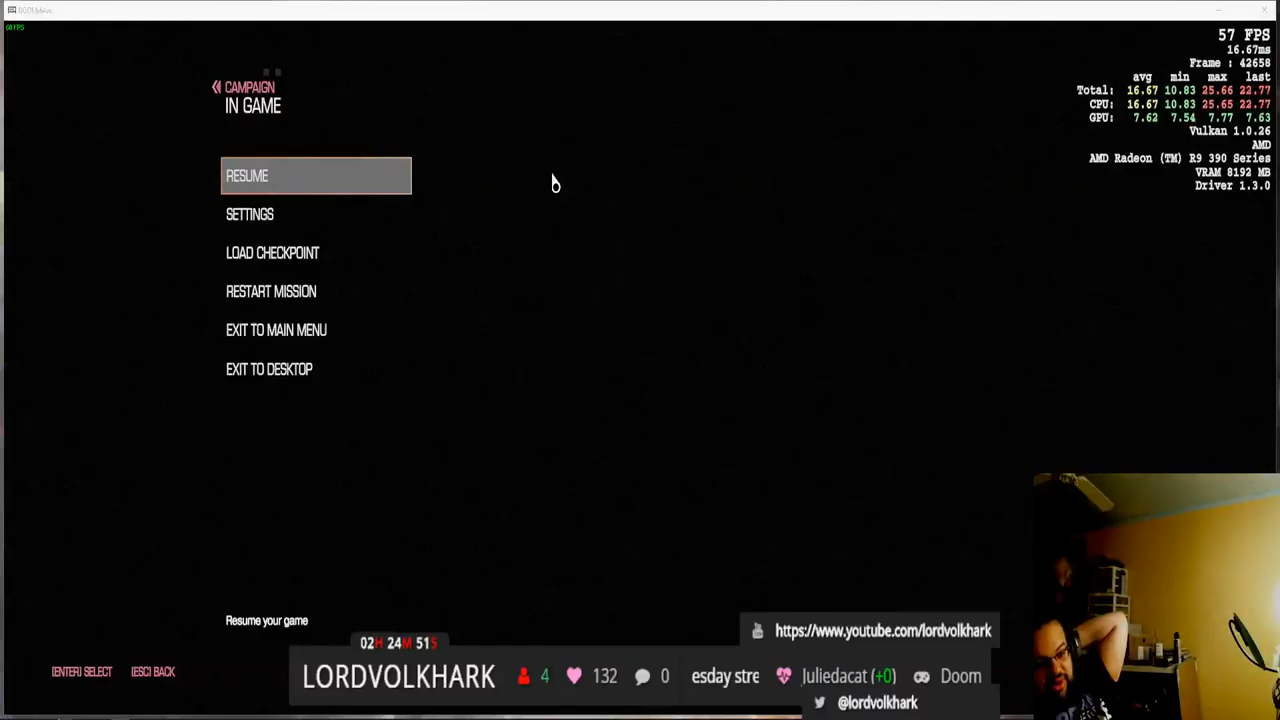 60 FPS
57 FPS
16.67ms
Frame : 42658
avg min max last
Total: 16.67 10.83 25.66 22.77
CPU: 16.67 10.83 25.65 22.77
GPU: 7.62 7.54 7.77 7.63
Vulkan 1.0.26
AMD
AMD Radeon (TM) R9 390 Series
VRAM 8192 MB
Driver 1.3.0
CAMPAIGN
IN GAME
RESUME
SETTINGS
LOAD CHECKPOINT
RESTART MISSION
EXIT TO MAIN MENU
EXIT TO DESKTOP
Resume your game
[ENTER] SELECT [ESC] BACK
02H 24M 51S
https://www.youtube.com/lordvolkhark
LORDVOLKHARK 4 132 0 esday stre Juliedacat (+0) Doom
@lordvolkhark